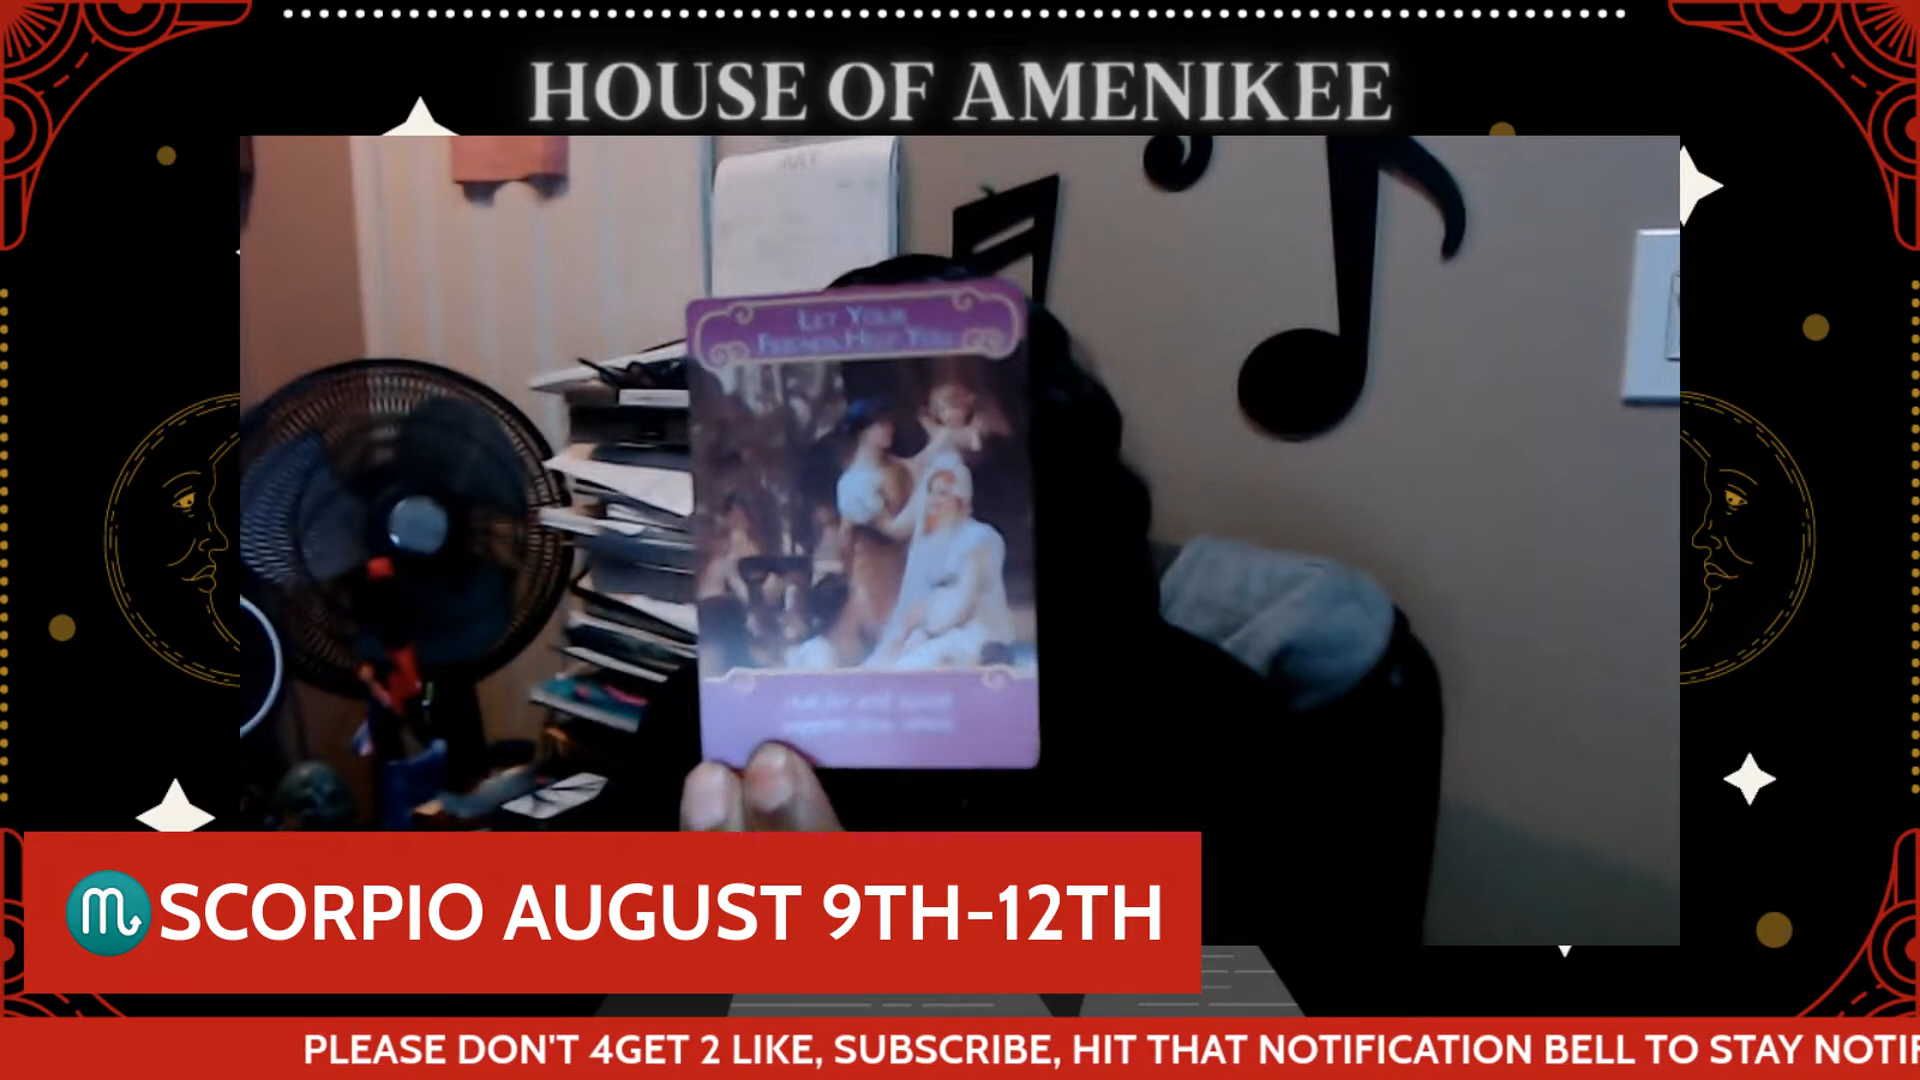 HOUSE OF AMENIKEE
LET YOUR
FRIENDS HELP YOU
♏SCORPIO AUGUST 9TH-12TH
PLEASE DON'T 4GET 2 LIKE, SUBSCRIBE, HIT THAT NOTIFICATION BELL TO STAY NOTIF